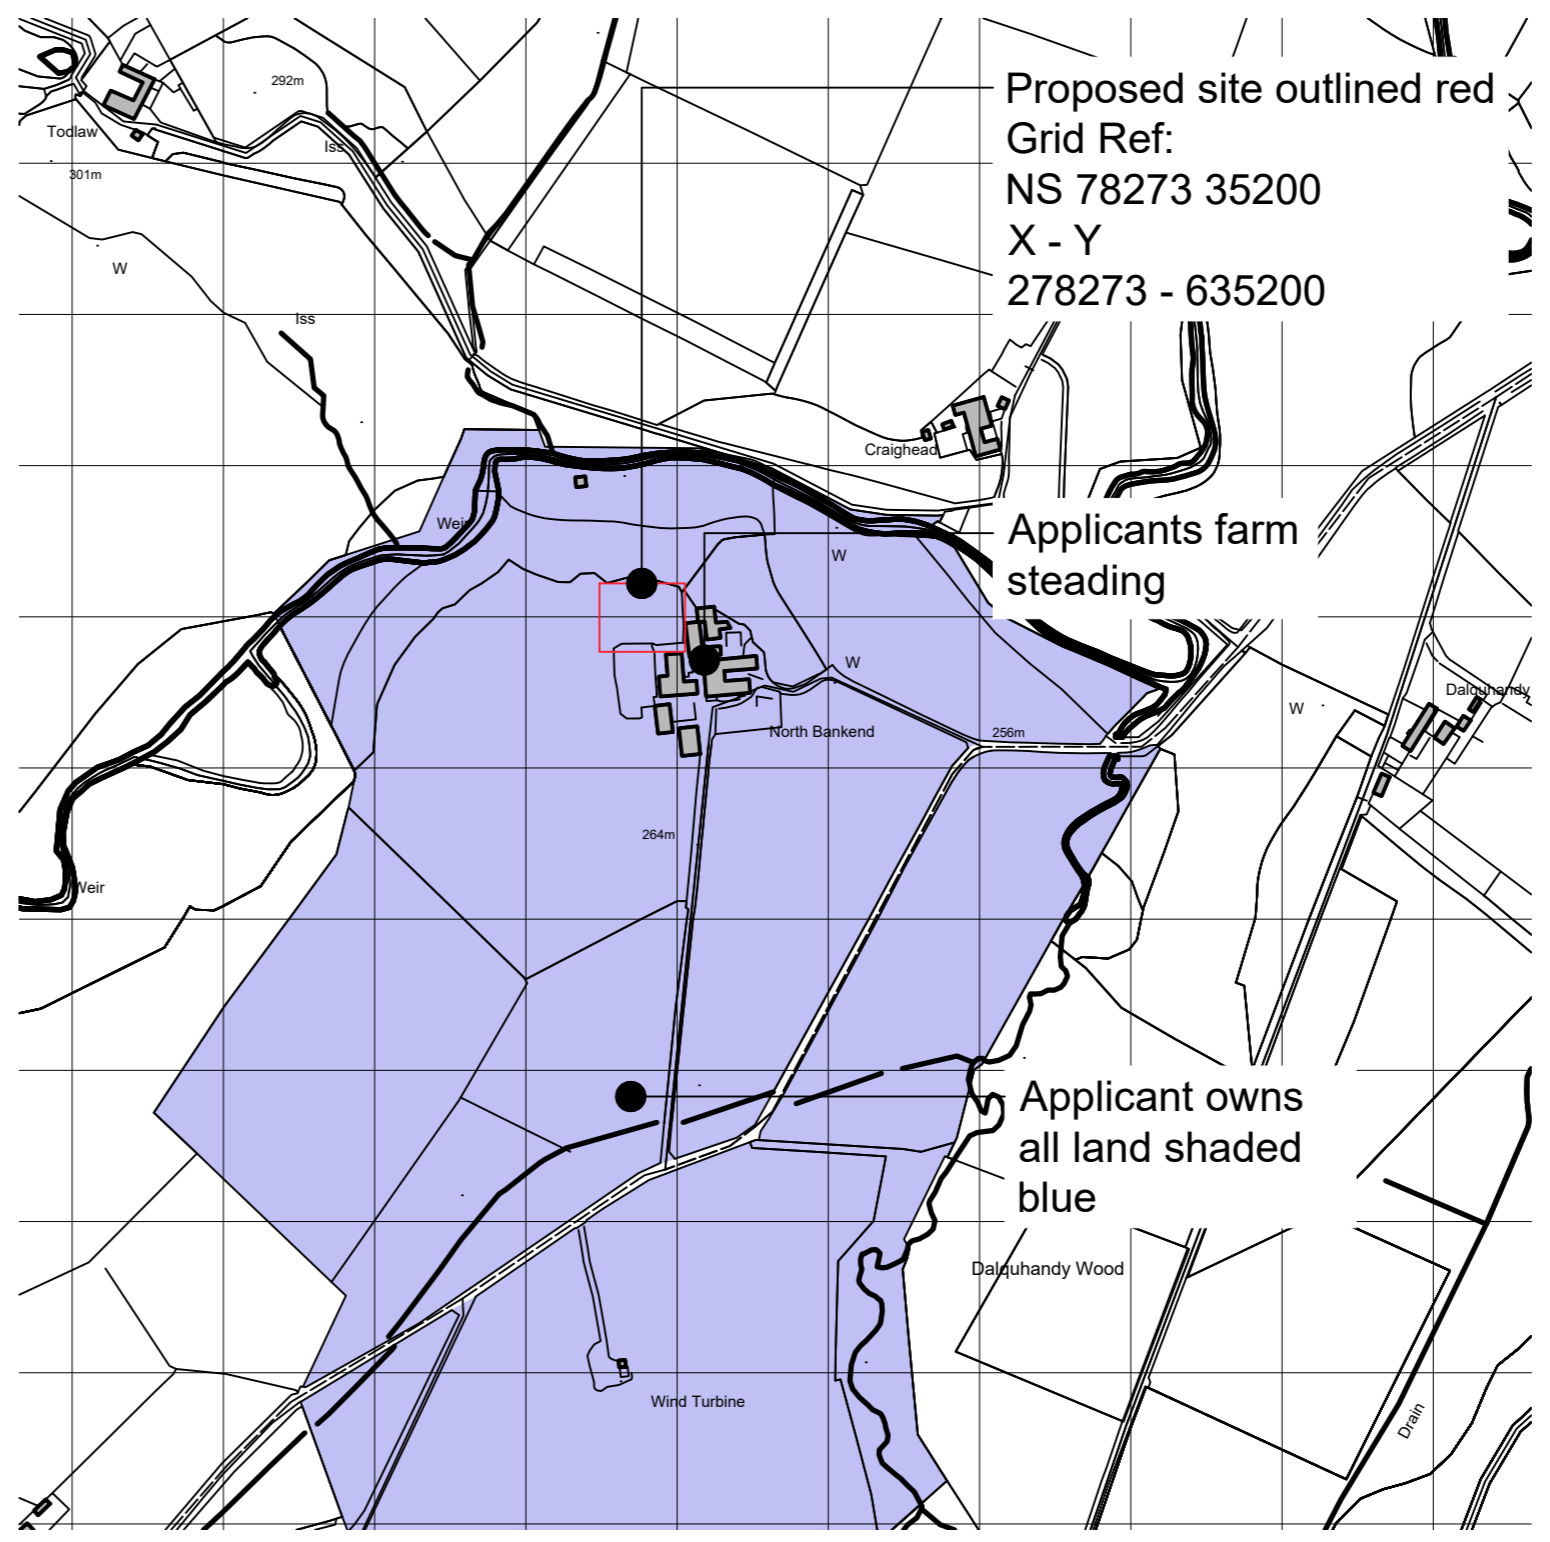 Proposed site outlined red
Grid Ref:
NS 78273 35200
X - Y
278273 - 635200
292m
Todlaw
Iss
301m
W
Iss
Craighead
Weir
Applicants farm
steading
W
W
Dalquhandy
W
256m
North Bankend
264m
Weir
Applicant owns
all land shaded
blue
Dalquhandy Wood
Wind Turbine
Drain